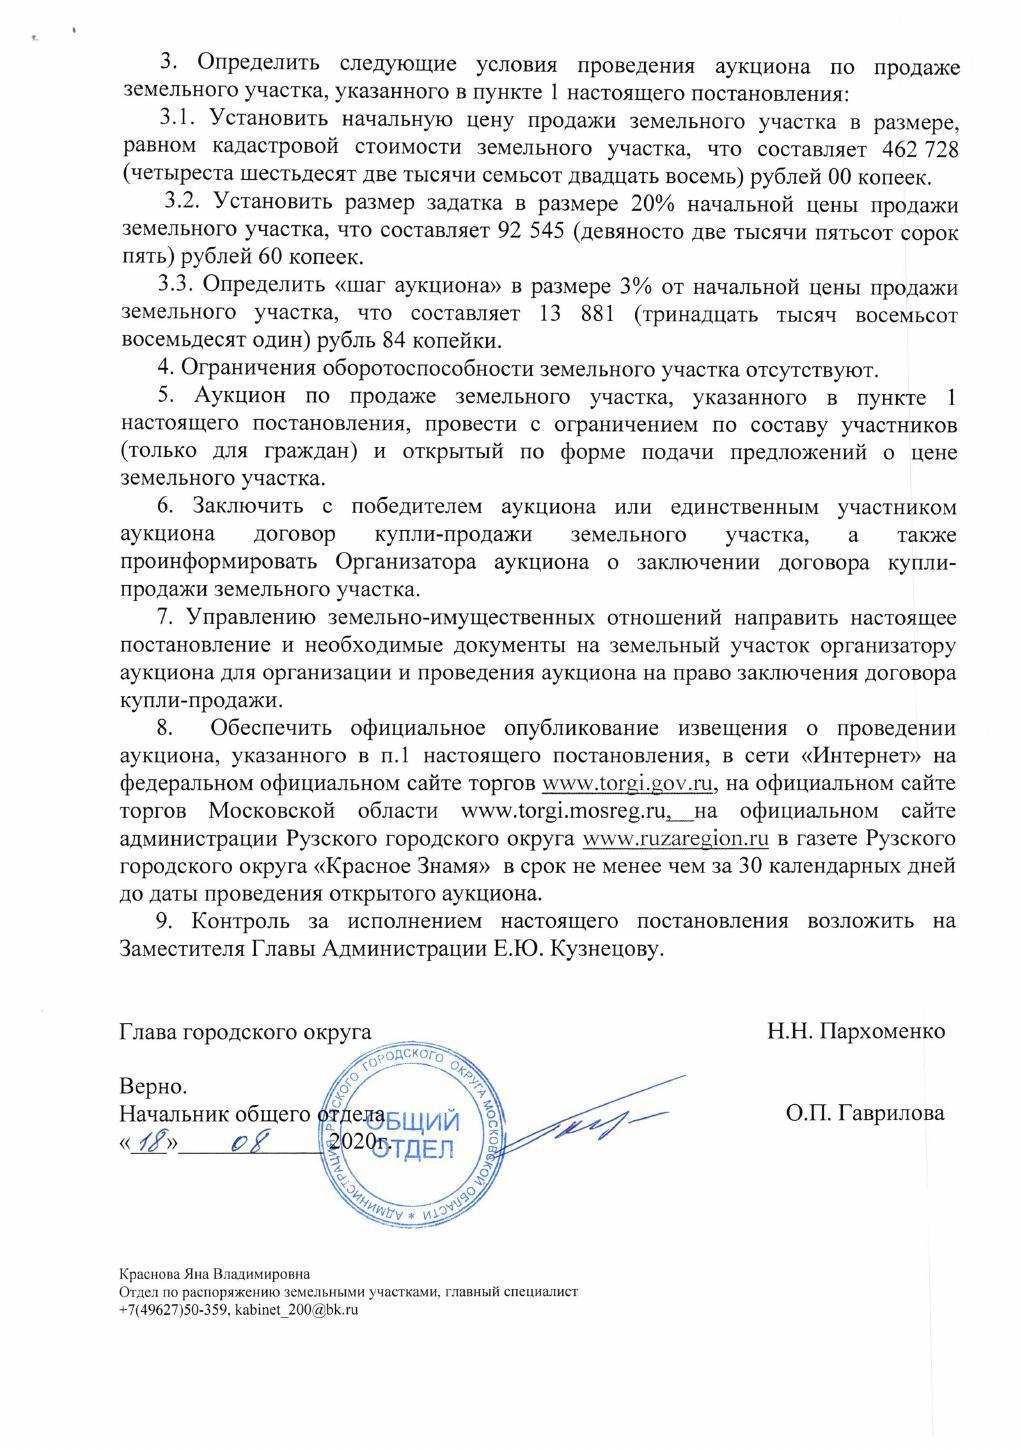 3. Определить следующие условия проведения аукциона по продаже
земельного участка, указанного в пункте 1 настоящего постановления:
3.1. Установить начальную цену продажи земельного участка в размере,
равном кадастровой стоимости земельного участка, что составляет 462 728
(четыреста шестьдесят две тысячи семьсот двадцать восемь) рублей 00 копеек.
3.2. Установить размер задатка в размере 20% начальной цены продажи
земельного участка, что составляет 92 545 (девяносто две тысячи пятьсот сорок
пять) рублей 60 копеек.
3.3. Определить «шаг аукциона» в размере 3% от начальной цены продажи
земельного участка, что составляет 13 881 (тринадцать тысяч восемьсот
восемьдесят один) рубль 84 копейки.
4. Ограничения оборотоспособности земельного участка отсутствуют.
5. Аукцион по продаже земельного участка, указанного в пункте 1
настоящего постановления, провести с ограничением по составу участников
(только для граждан) и открытый по форме подачи предложений о цене
земельного участка.
6. Заключить с победителем аукциона или единственным участником
аукциона договор купли-продажи земельного участка, а также
проинформировать Организатора аукциона о заключении договора купли-
продажи земельного участка.
7. Управлению земельно-имущественных отношений направить настоящее
постановление и необходимые документы на земельный участок организатору
аукциона для организации и проведения аукциона на право заключения договора
купли-продажи.
8. Обеспечить официальное опубликование извещения о проведении
аукциона, указанного в п.1 настоящего постановления, в сети «Интернет» на
федеральном официальном сайте торгов www.torgi.gov.ru, на официальном сайте
торгов Московской области www.torgi.mosreg.ru,__на официальном сайте
администрации Рузского городского округа www.ruzaregion.ru в газете Рузского
городского округа «Красное Знамя» в срок не менее чем за 30 календарных дней
до даты проведения открытого аукциона.
9. Контроль за исполнением настоящего постановления возложить на
Заместителя Главы Администрации Е.Ю. Кузнецову.
Глава городского округа Н.Н. Пархоменко
Верно.
Начальник общего отдела О.П. Гаврилова
«18» 08 2020г.
АДМИНИСТРАЦИЯ РУЗСКОГО ГОРОДСКОГО ОКРУГА МОСКОВСКОЙ ОБЛАСТИ *
ОБЩИЙ
ОТДЕЛ
Краснова Яна Владимировна
Отдел по распоряжению земельными участками, главный специалист
+7(49627)50-359, kabinet_200@bk.ru